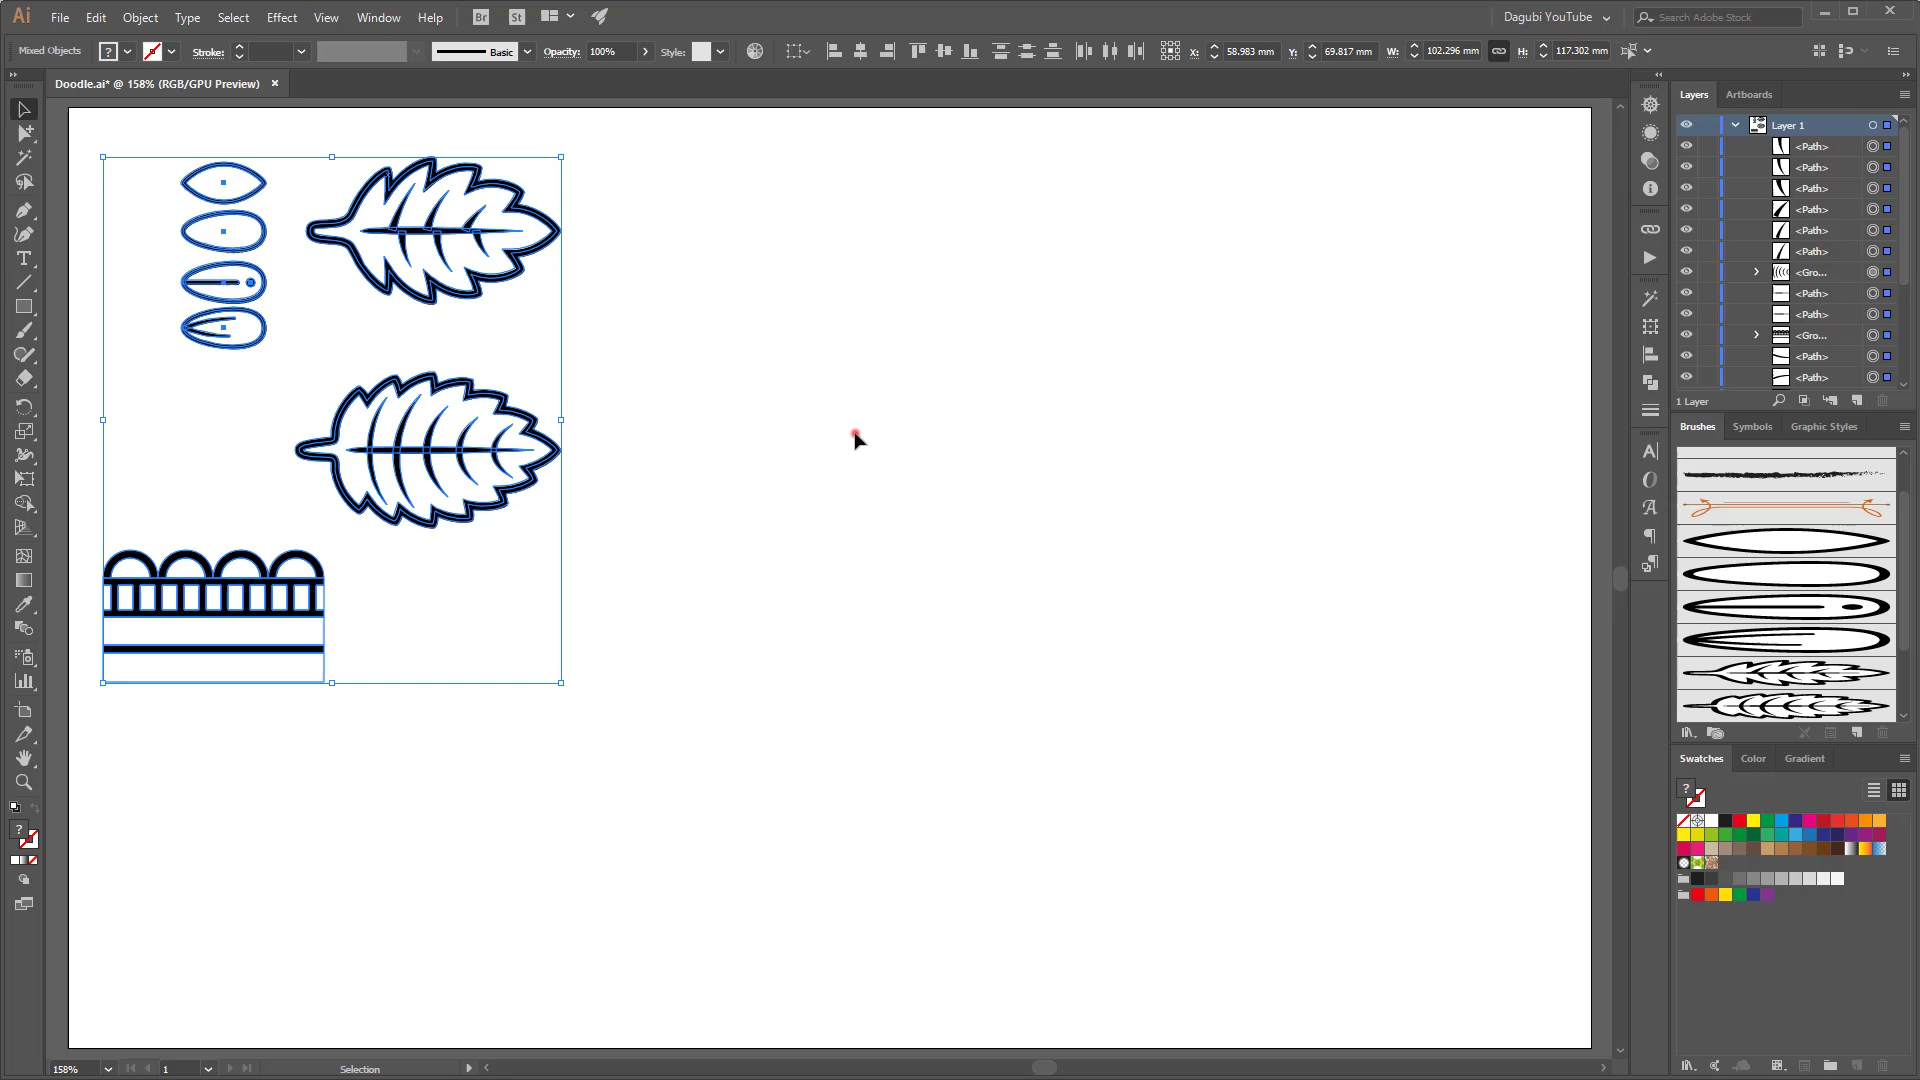 Ai File Edit Object Type Select Effect View Window Help Br St Dagubi YouTube Search Adobe Stock
Mixed Objects ? Stroke: Basic Opacity: 100% Style: X: 58.983 mm Y: 69.817 mm W: 102.296 mm H: 117.302 mm
Doodle.ai* @ 158% (RGB/GPU Preview)
Layers Artboards
Layer 1
<Path>
<Path>
<Path>
<Path>
<Path>
<Path>
<Gro...
<Path>
<Path>
<Gro...
<Path>
<Path>
1 Layer
Brushes Symbols Graphic Styles
Swatches Color Gradient
?
?
158% 1 Selection